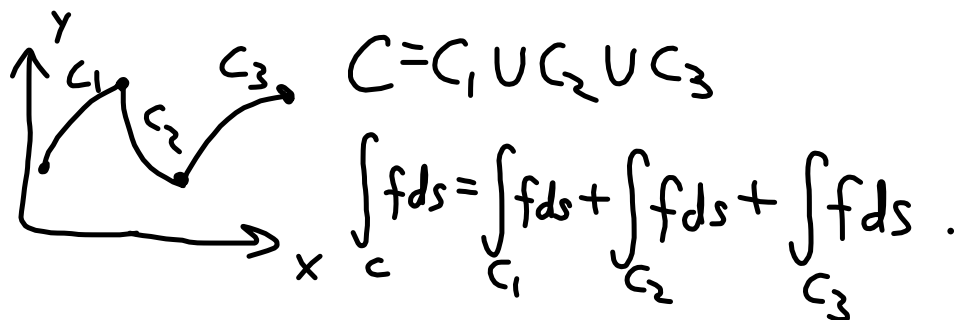 Y
C₁ C₂ C₃
X
C = C₁ ∪ C₂ ∪ C₃
∫_C fds = ∫_C₁ fds + ∫_C₂ fds + ∫_C₃ fds .